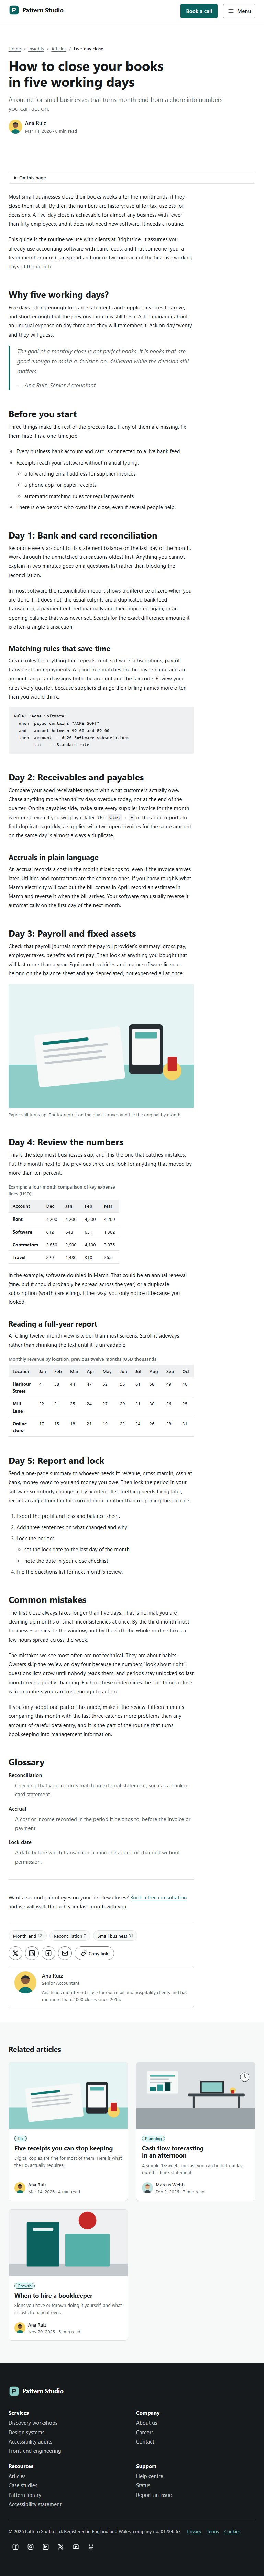 Pattern Studio
Book a call
Menu
Home / Insights / Articles / Five-day close
How to close your books
in five working days
A routine for small businesses that turns month-end from a chore into numbers
you can act on.
Ana Ruiz
Mar 14, 2026 · 8 min read
On this page
Most small businesses close their books weeks after the month ends, if they
close them at all. By then the numbers are history: useful for taxes, useless for
decisions. A five-day close is achievable for almost any business with fewer
than fifty employees, and it does not need new software. It needs a routine.
This guide is the routine we use with clients at Brightside. It assumes you
already use accounting software with bank feeds, and that someone (you, a
team member or us) can spend an hour or two on each of the first five working
days of the month.
Why five working days?
Five days is long enough for card statements and supplier invoices to arrive,
and short enough that the previous month is still fresh. Ask a manager about
an unusual expense on day three and they will remember it. Ask on day twenty
and they will guess.
The goal of a monthly close is not perfect books. It is books that are
good enough to make a decision on, delivered while the decision still
matters.
— Ana Ruiz, Senior Accountant
Before you start
Three things make the rest of the process fast. If any of them are missing, fix
them first; it is a one-time job.
Every business bank account and card is connected to a live bank feed.
Receipts reach your software without manual typing:
a forwarding email address for supplier invoices
a phone app for paper receipts
automatic matching rules for regular payments
There is one person who owns the close, even if several people help.
Day 1: Bank and card reconciliation
Reconcile every account to its statement balance on the last day of the month.
Work through the unmatched transactions oldest first. Anything you cannot
explain in two minutes goes on a questions list rather than blocking the
reconciliation.
In most software the reconciliation report shows a difference of zero when you
are done. If it does not, the usual culprits are a duplicated bank feed
transaction, a payment entered manually and then imported again, or an
opening balance that was never set. Search for the exact difference amount; it
is often a single transaction.
Matching rules that save time
Create rules for anything that repeats: rent, software subscriptions, payroll
transfers, loan repayments. A good rule matches on the payee name and an
amount range, and assigns both the account and the tax code. Review your
rules every quarter, because suppliers change their billing names more often
than you would think.
Rule: "Acme Software"
when payee contains "ACME SOFT"
and amount between 49.00 and 59.00
then account = 6420 Software subscriptions
tax = Standard rate
Day 2: Receivables and payables
Compare your aged receivables report with what customers actually owe.
Chase anything more than thirty days overdue today, not at the end of the
quarter. On the payables side, make sure every supplier invoice for the month
is entered, even if you will pay it later. Use Ctrl + F in the aged reports to
find duplicates quickly; a supplier with two open invoices for the same amount
on the same day is almost always a duplicate.
Accruals in plain language
An accrual records a cost in the month it belongs to, even if the invoice arrives
later. Utilities and contractors are the common ones. If you know roughly what
March electricity will cost but the bill comes in April, record an estimate in
March and reverse it when the bill arrives. Your software can usually reverse it
automatically on the first day of the next month.
Day 3: Payroll and fixed assets
Check that payroll journals match the payroll provider's summary, gross pay,
employer taxes, benefits and net pay. Then look at anything you bought that
will last more than a year. Equipment, vehicles and major software licences
belong on the balance sheet and are depreciated, not expensed all at once.
Paper still turns up. Photograph it on the day it arrives and file the original by month.
Day 4: Review the numbers
This is the step most businesses skip, and it is the one that catches mistakes.
Put this month next to the previous three and look for anything that moved by
more than ten percent.
Example: a four-month comparison of key expense
lines (USD)
Account Dec Jan Feb Mar
Rent 4,200 4,200 4,200 4,200
Software 612 648 651 1,302
Contractors 3,850 2,900 4,100 3,975
Travel 220 1,480 310 265
In the example, software doubled in March. That could be an annual renewal
(fine, but it should probably be spread across the year) or a duplicate
subscription (worth cancelling). Either way, you only notice it because you
looked.
Reading a full-year report
A rolling twelve-month view is wider than most screens. Scroll it sideways
rather than shrinking the text until it is unreadable.
Monthly revenue by location, previous twelve months (USD thousands)
Location Jan Feb Mar Apr May Jun Jul Aug Sep Oct
Harbour
Street 41 38 44 47 52 55 61 58 49 46
Mill
Lane 22 21 25 24 27 29 31 30 26 25
Online
store 17 15 18 21 19 22 24 26 28 31
Day 5: Report and lock
Send a one-page summary to whoever needs it: revenue, gross margin, cash at
bank, money owed to you and money you owe. Then lock the period in your
software so nobody changes it by accident. If something needs fixing later,
record an adjustment in the current month rather than reopening the old one.
1. Export the profit and loss and balance sheet.
2. Add three sentences on what changed and why.
3. Lock the period:
set the lock date to the last day of the month
note the date in your close checklist
4. File the questions list for next month's review.
Common mistakes
The first close always takes longer than five days. That is normal: you are
cleaning up months of small inconsistencies at once. By the third month most
businesses are inside the window, and by the sixth the whole routine takes a
few hours spread across the week.
The mistakes we see most often are not technical. They are about habits.
Owners skip the review on day four because the numbers "look about right",
questions lists grow until nobody reads them, and periods stay unlocked so last
month keeps quietly changing. Each of these undermines the one thing a close
is for: numbers you can trust enough to act on.
If you only adopt one part of this guide, make it the review. Fifteen minutes
comparing this month with the last three catches more problems than any
amount of careful data entry, and it is the part of the routine that turns
bookkeeping into management information.
Glossary
Reconciliation
Checking that your records match an external statement, such as a bank or
card statement.
Accrual
A cost or income recorded in the period it belongs to, before the invoice or
payment.
Lock date
A date before which transactions cannot be added or changed without
permission.
Want a second pair of eyes on your first few closes? Book a free consultation
and we will walk through your last month with you.
Month-end 12
Reconciliation 7
Small business 31
Copy link
Ana Ruiz
Senior Accountant
Ana leads month-end close for our retail and hospitality clients and has
run more than 2,000 closes since 2015.
Related articles
Tax
Five receipts you can stop keeping
Digital copies are fine for most of them. Here is what
the IRS actually requires.
Ana Ruiz
Mar 14, 2026 · 4 min read
Planning
Cash flow forecasting
in an afternoon
A simple 13-week forecast you can build from last
month's bank statement.
Marcus Webb
Feb 2, 2026 · 7 min read
Growth
When to hire a bookkeeper
Signs you have outgrown doing it yourself, and what
it costs to hand it over.
Ana Ruiz
Nov 20, 2025 · 5 min read
Pattern Studio
Services
Discovery workshops
Design systems
Accessibility audits
Front-end engineering
Company
About us
Careers
Contact
Resources
Articles
Case studies
Pattern library
Accessibility statement
Support
Help centre
Status
Report an issue
© 2026 Pattern Studio Ltd. Registered in England and Wales, company no. 01234567. Privacy Terms Cookies